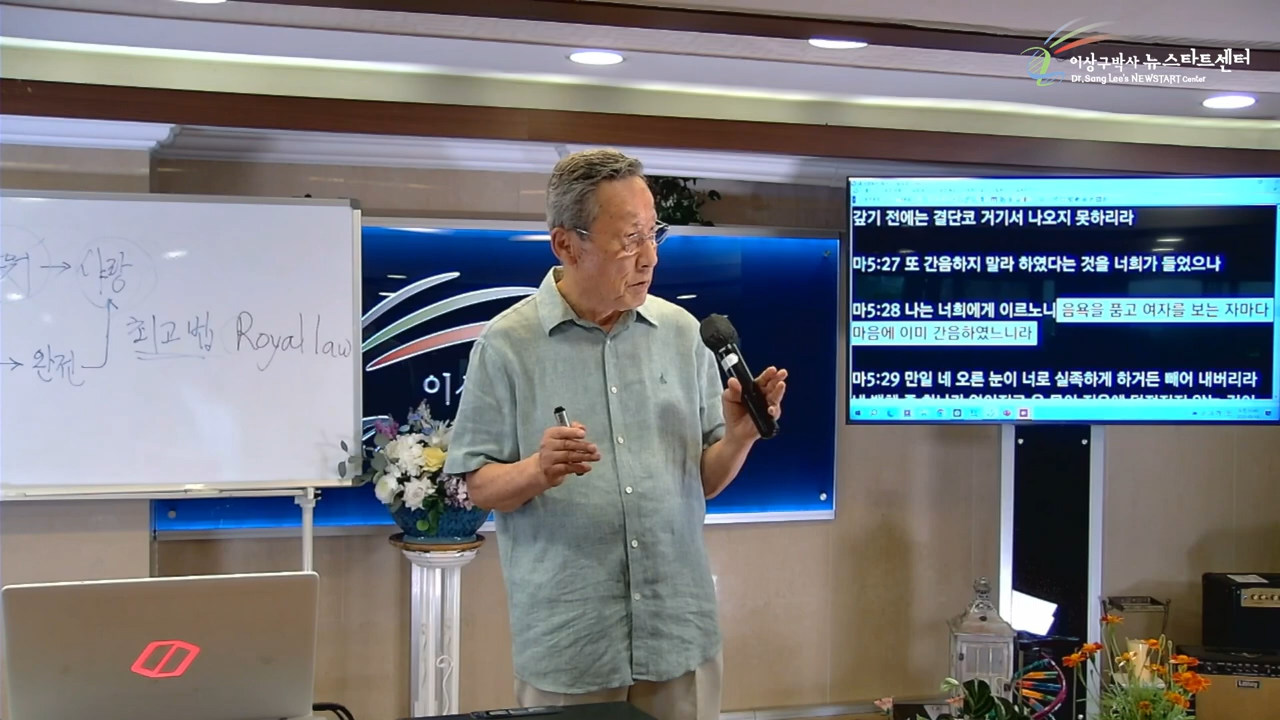 이상구박사 뉴스타트센터
Dr. Sang Lee's NEWSTART Center
갚기 전에는 결단코 거기서 나오지 못하리라
마5:27 또 간음하지 말라 하였다는 것을 너희가 들었으나
마5:28 나는 너희에게 이르노니 음욕을 품고 여자를 보는 자마다
마음에 이미 간음하였느니라
마5:29 만일 네 오른 눈이 너로 실족하게 하거든 빼어 내버리라
→ 사랑
최고법 Royal law
→ 완전
이상
Laney